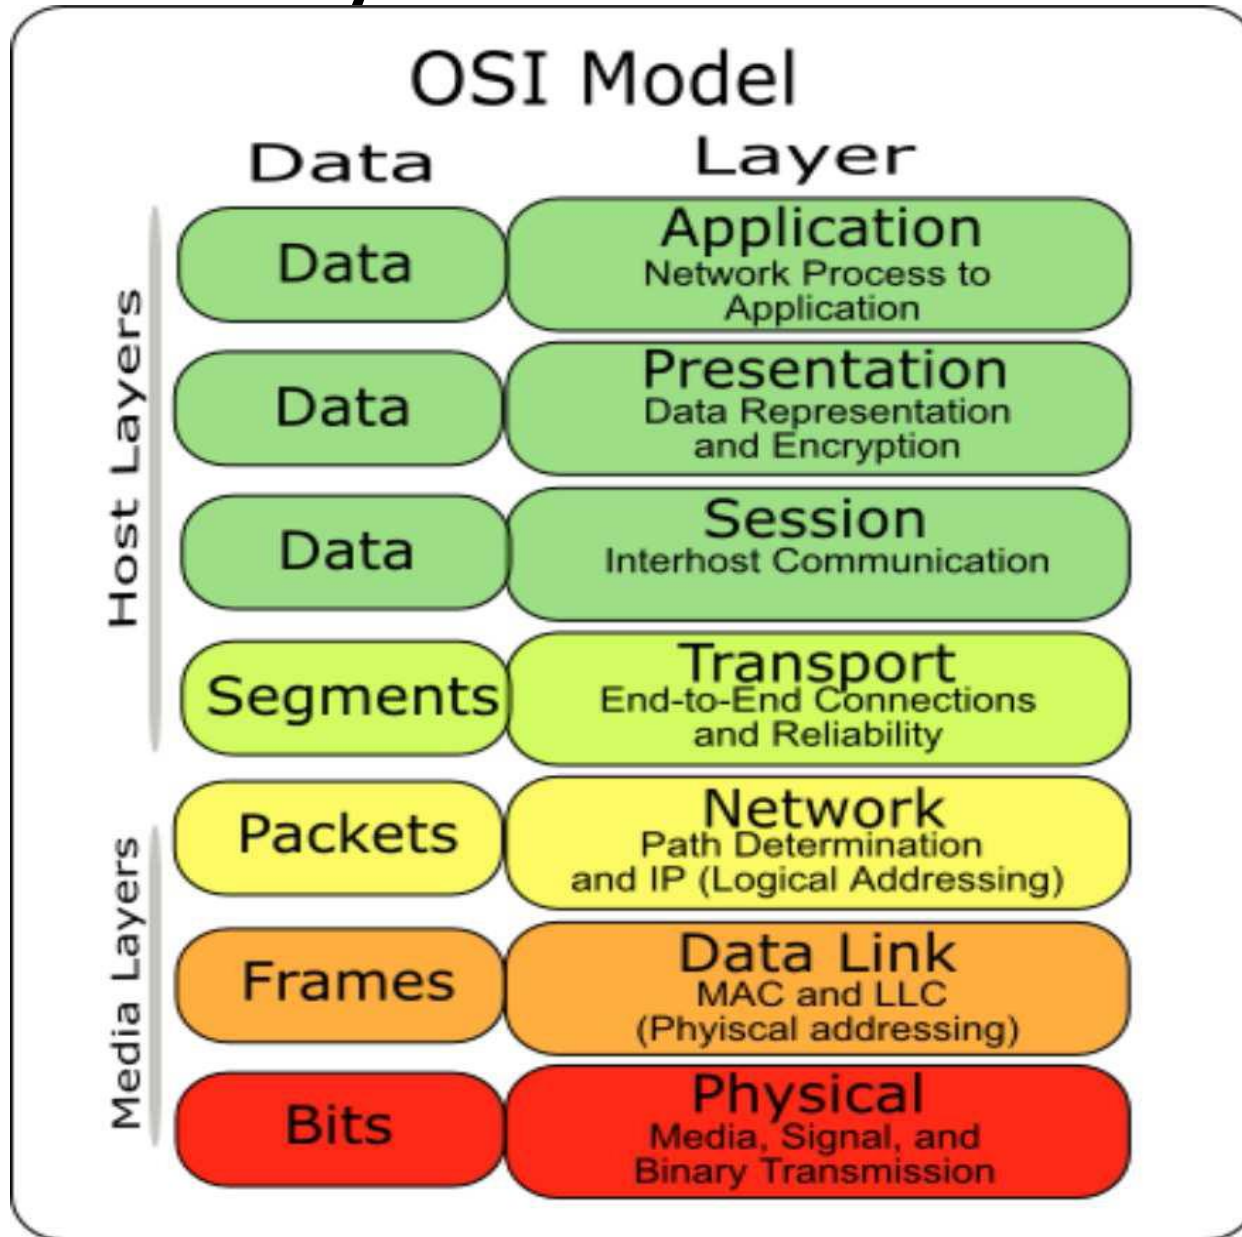 OSI Model
Data Layer
Host Layers
Data
Application
Network Process to
Application
Data
Presentation
Data Representation
and Encryption
Data
Session
Interhost Communication
Segments
Transport
End-to-End Connections
and Reliability
Media Layers
Packets
Network
Path Determination
and IP (Logical Addressing)
Frames
Data Link
MAC and LLC
(Phyiscal addressing)
Bits
Physical
Media, Signal, and
Binary Transmission